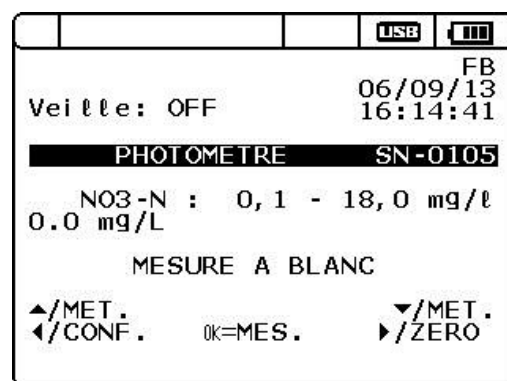 USB
FB
06/09/13
Veille: OFF 16:14:41
PHOTOMETRE SN-0105
NO3-N : 0,1 - 18,0 mg/l
0.0 mg/L
MESURE A BLANC
▲/MET. ▼/MET.
◀/CONF. OK=MES. ▶/ZERO